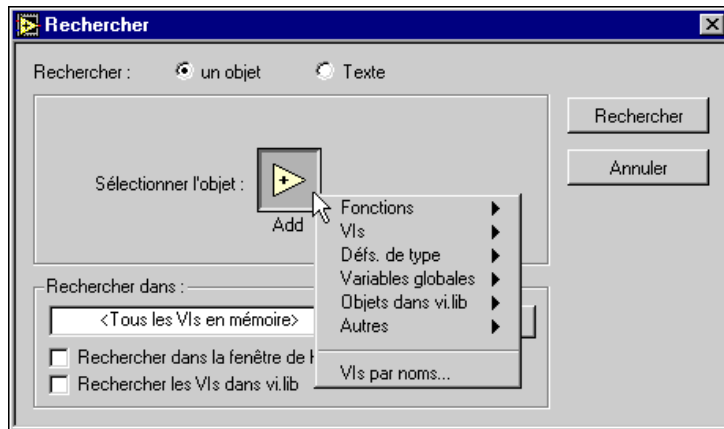 Rechercher
Rechercher : un objet Texte
Rechercher
Annuler
Sélectionner l'objet :
Add
Fonctions
VIs
Défs. de type
Variables globales
Objets dans vi.lib
Autres
VIs par noms...
Rechercher dans :
<Tous les VIs en mémoire>
Rechercher dans la fenêtre de
Rechercher les VIs dans vi.lib